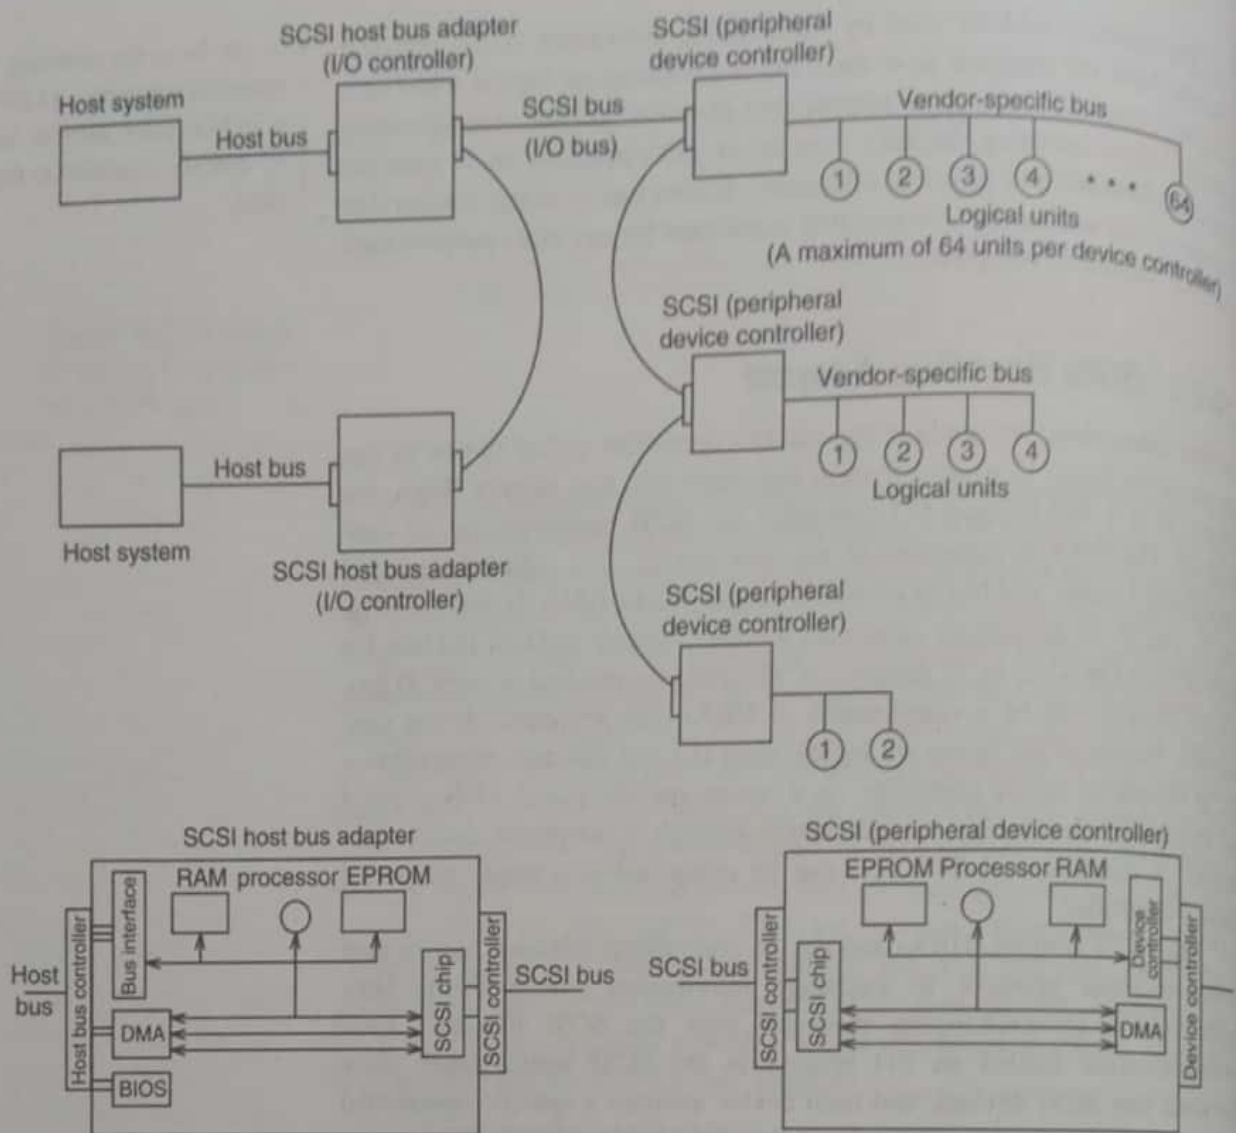 SCSI host bus adapter
(I/O controller)
SCSI (peripheral
device controller)
Host system
Host bus
SCSI bus
(I/O bus)
Vendor-specific bus
1
2
3
4
64
Logical units
(A maximum of 64 units per device controller)
SCSI (peripheral
device controller)
Vendor-specific bus
1
2
3
4
Logical units
Host bus
Host system
SCSI host bus adapter
(I/O controller)
SCSI (peripheral
device controller)
1
2
SCSI host bus adapter
RAM processor EPROM
Host bus controller
Bus interface
Host
bus
DMA
BIOS
SCSI chip
SCSI controller
SCSI bus
SCSI (peripheral device controller)
EPROM Processor RAM
SCSI bus
SCSI controller
SCSI chip
Device
controller
DMA
Device controller